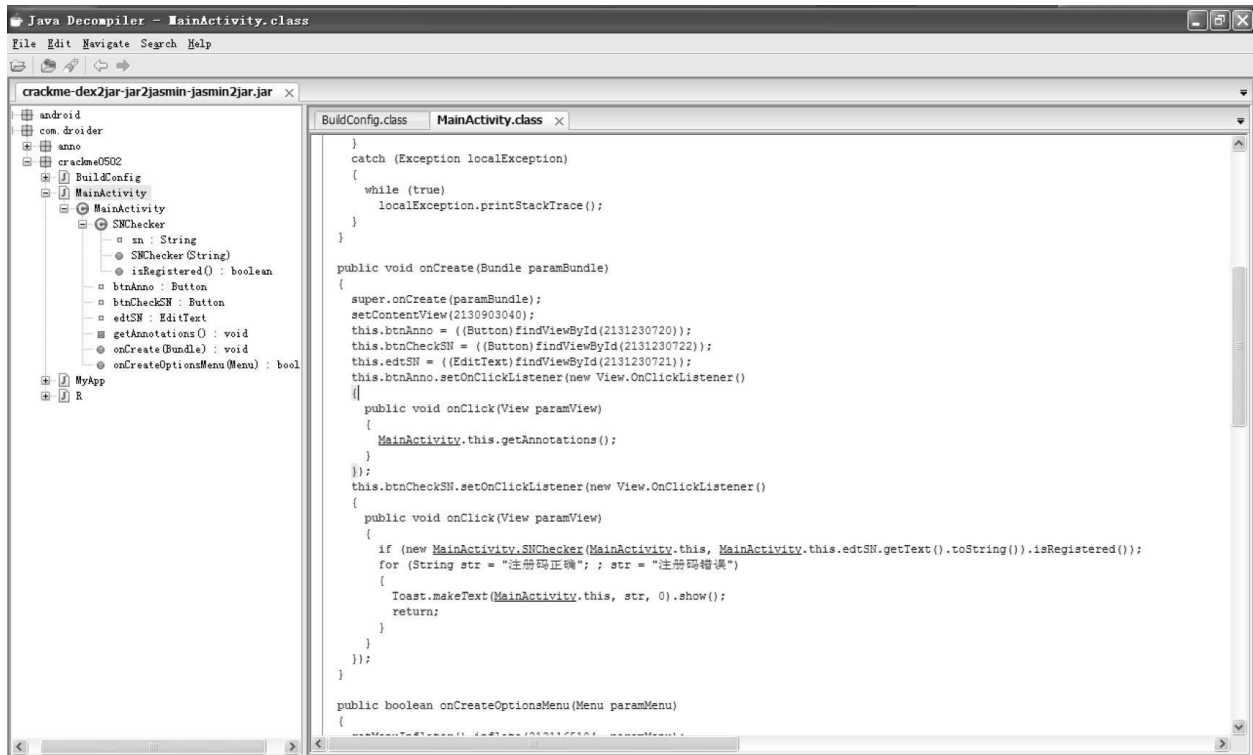 Java Decompiler - MainActivity.class
File Edit Navigate Search Help
crackme-dex2jar-jar2jasmin-jasmin2jar.jar
android
com.droider
anno
crackme0502
BuildConfig
MainActivity
MainActivity
SNChecker
sn : String
SNChecker(String)
isRegistered() : boolean
btnAnno : Button
btnCheckSN : Button
edtSN : EditText
getAnnotations() : void
onCreate(Bundle) : void
onCreateOptionsMenu(Menu) : bool
MyApp
R
BuildConfig.class MainActivity.class
}
catch (Exception localException)
{
while (true)
localException.printStackTrace();
}
}
public void onCreate(Bundle paramBundle)
{
super.onCreate(paramBundle);
setContentView(2130903040);
this.btnAnno = ((Button)findViewById(2131230720));
this.btnCheckSN = ((Button)findViewById(2131230722));
this.edtSN = ((EditText)findViewById(2131230721));
this.btnAnno.setOnClickListener(new View.OnClickListener()
{
public void onClick(View paramView)
{
MainActivity.this.getAnnotations();
}
});
this.btnCheckSN.setOnClickListener(new View.OnClickListener()
{
public void onClick(View paramView)
{
if (new MainActivity.SNChecker(MainActivity.this, MainActivity.this.edtSN.getText().toString()).isRegistered());
for (String str = "注册码正确"; ; str = "注册码错误")
{
Toast.makeText(MainActivity.this, str, 0).show();
return;
}
}
});
}
public boolean onCreateOptionsMenu(Menu paramMenu)
{